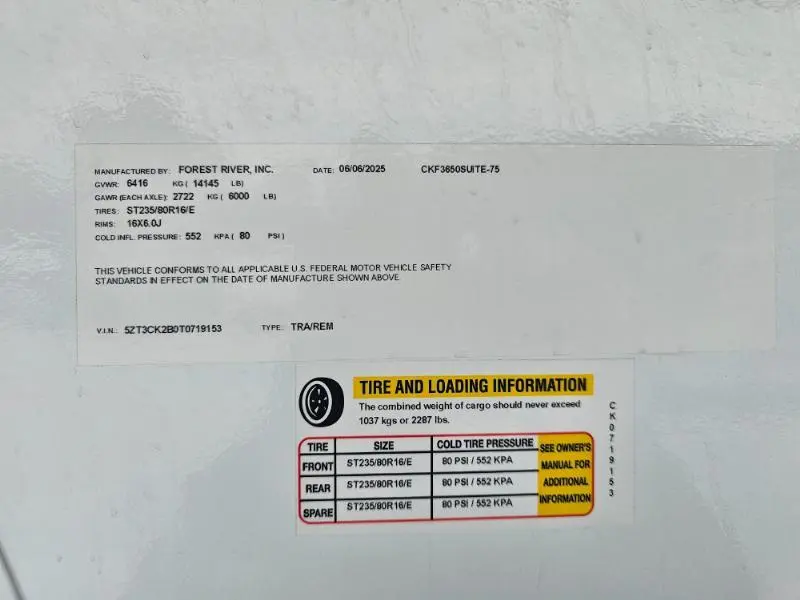 MANUFACTURED BY: FOREST RIVER, INC. DATE: 06/06/2025 CKF3650SUITE-75
GVWR: 6416 KG ( 14145 LB)
GAWR (EACH AXLE): 2722 KG ( 6000 LB)
TIRES: ST235/80R16/E
RIMS: 16X6.0J
COLD INFL. PRESSURE: 552 KPA ( 80 PSI )
THIS VEHICLE CONFORMS TO ALL APPLICABLE U.S. FEDERAL MOTOR VEHICLE SAFETY
STANDARDS IN EFFECT ON THE DATE OF MANUFACTURE SHOWN ABOVE.
V.I.N.: 5ZT3CK2B0T0719153 TYPE: TRA/REM
TIRE AND LOADING INFORMATION
The combined weight of cargo should never exceed
1037 kgs or 2287 lbs.
TIRE SIZE COLD TIRE PRESSURE
FRONT ST235/80R16/E 80 PSI / 552 KPA
REAR ST235/80R16/E 80 PSI / 552 KPA
SPARE ST235/80R16/E 80 PSI / 552 KPA
SEE OWNER'S
MANUAL FOR
ADDITIONAL
INFORMATION
CK0719153